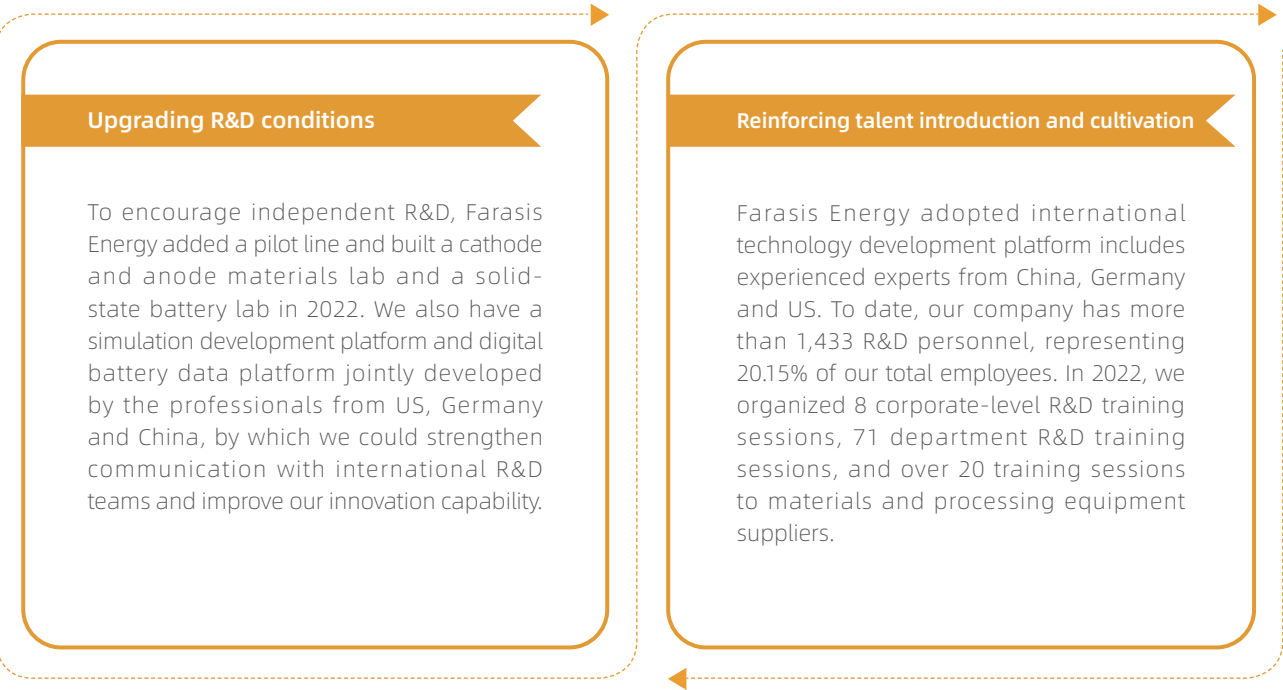 Upgrading R&D conditions
To encourage independent R&D, Farasis
Energy added a pilot line and built a cathode
and anode materials lab and a solid-
state battery lab in 2022. We also have a
simulation development platform and digital
battery data platform jointly developed
by the professionals from US, Germany
and China, by which we could strengthen
communication with international R&D
teams and improve our innovation capability.
Reinforcing talent introduction and cultivation
Farasis Energy adopted international
technology development platform includes
experienced experts from China, Germany
and US. To date, our company has more
than 1,433 R&D personnel, representing
20.15% of our total employees. In 2022, we
organized 8 corporate-level R&D training
sessions, 71 department R&D training
sessions, and over 20 training sessions
to materials and processing equipment
suppliers.